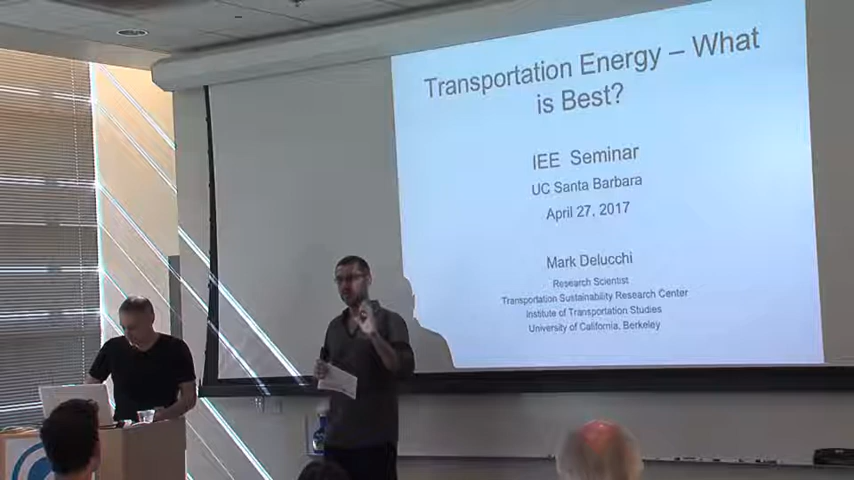 Transportation Energy – What
is Best?
IEE Seminar
UC Santa Barbara
April 27, 2017
Mark Delucchi
Research Scientist
Transportation Sustainability Research Center
Institute of Transportation Studies
University of California, Berkeley